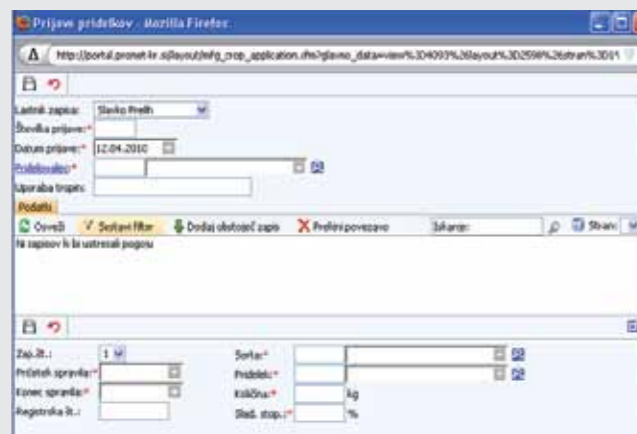 Prijave pridelkov - Mozilla Firefox
http://portal.pronet-kr.si/layout/mfg_crop_application.cfm?glavno_data=view%3D4093%26layout%3D2598%26stran%3D1
Lastnik zapisa: Slavko Prelih
Številka prijave:*
Datum prijave:* 12.04.2010
Pridelovalec:*
Uporaba tropin:
Podatki
Osveži Sestavi filter Dodaj obstoječ zapis Prekini povezavo Iskanje: Stran:
Ni zapisov ki bi ustrezali pogoju
Zap.št.: 1 Sorta:*
Pričetek spravila:* Pridelek:*
Konec spravila:* Količina:* kg
Registrska št.: Slad. stop.:* %